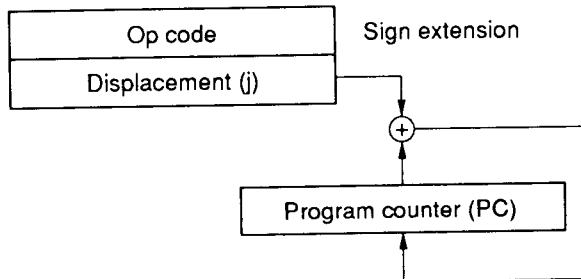 Op code
Sign extension
Displacement (j)
+
Program counter (PC)